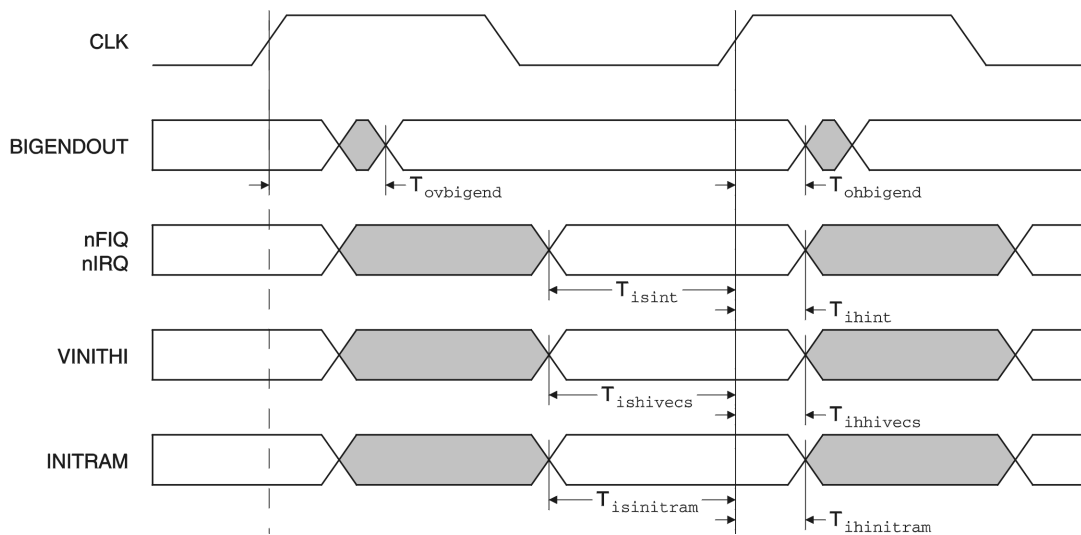 CLK
BIGENDOUT
Tovbigend
Tohbigend
nFIQ
nIRQ
Tisint
Tihint
VINITHI
Tishivecs
Tihhivecs
INITRAM
Tisinitram
Tihinitram